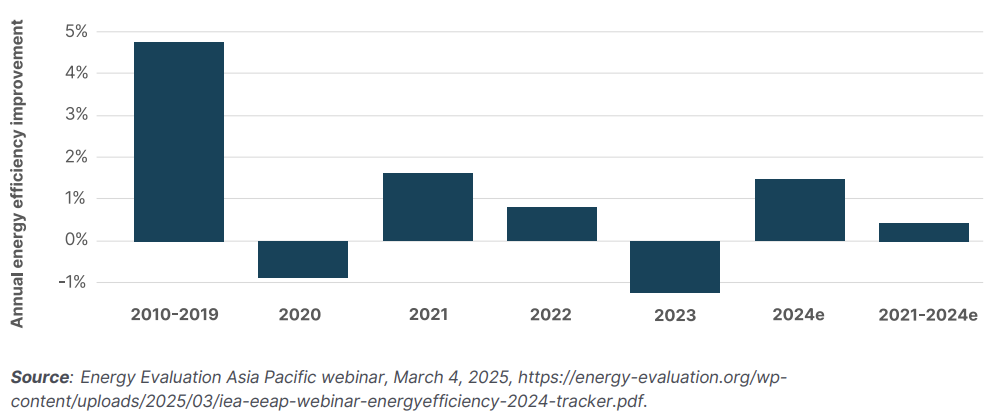 Annual energy efficiency improvement
5%
4%
3%
2%
1%
0%
-1%
2010-2019
2020
2021
2022
2023
2024e
2021-2024e
Source: Energy Evaluation Asia Pacific webinar, March 4, 2025, https://energy-evaluation.org/wp-
content/uploads/2025/03/iea-eeap-webinar-energyefficiency-2024-tracker.pdf.